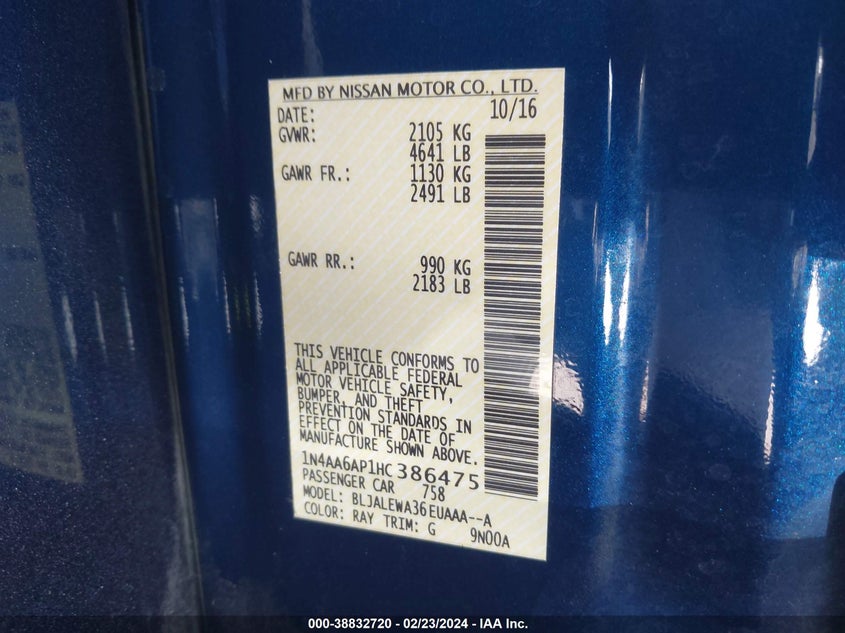 MFD BY NISSAN MOTOR CO., LTD.
DATE: 10/16
GVWR: 2105 KG
4641 LB
GAWR FR.: 1130 KG
2491 LB
GAWR RR.: 990 KG
2183 LB
THIS VEHICLE CONFORMS TO
ALL APPLICABLE FEDERAL
MOTOR VEHICLE SAFETY,
BUMPER, AND THEFT
PREVENTION STANDARDS IN
EFFECT ON THE DATE OF
MANUFACTURE SHOWN ABOVE.
1N4AA6AP1HC386475
PASSENGER CAR 758
MODEL: BLJALEWA36EUAAA--A
COLOR: RAY TRIM: G 9N00A
000-38832720 - 02/23/2024 - IAA Inc.